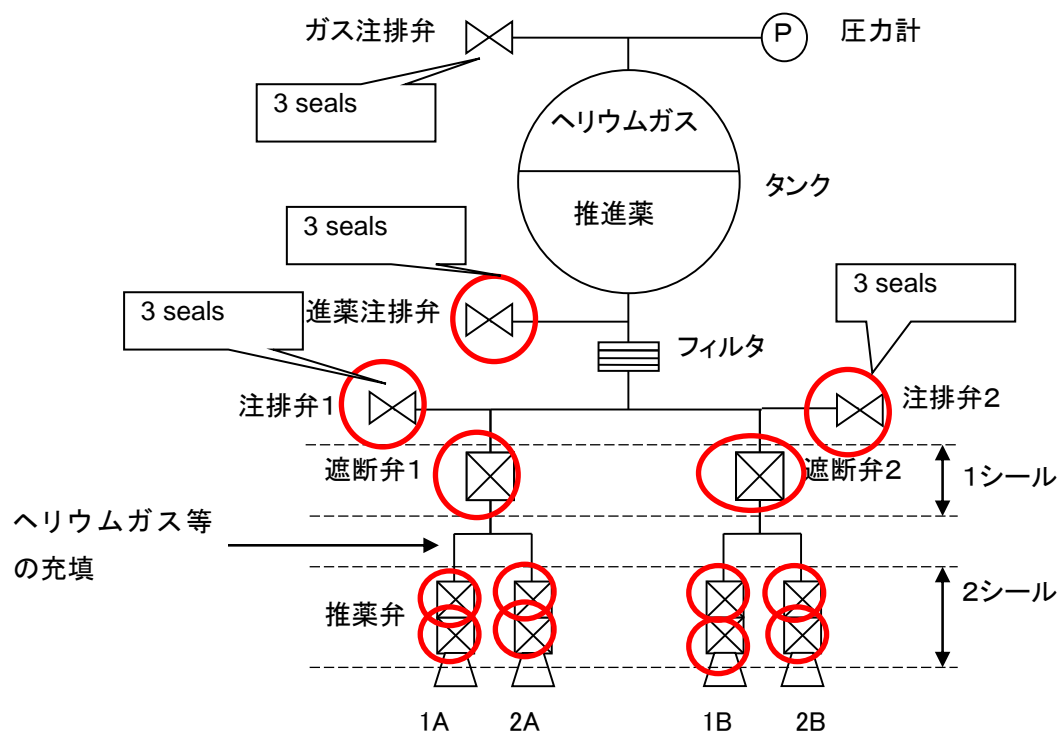 ガス注排弁
P
圧力計
3 seals
ヘリウムガス
タンク
推進薬
3 seals
3 seals
3 seals
進薬注排弁
フィルタ
注排弁1
注排弁2
遮断弁1
遮断弁2
1シール
ヘリウムガス等
の充填
推薬弁
2シール
1A
2A
1B
2B